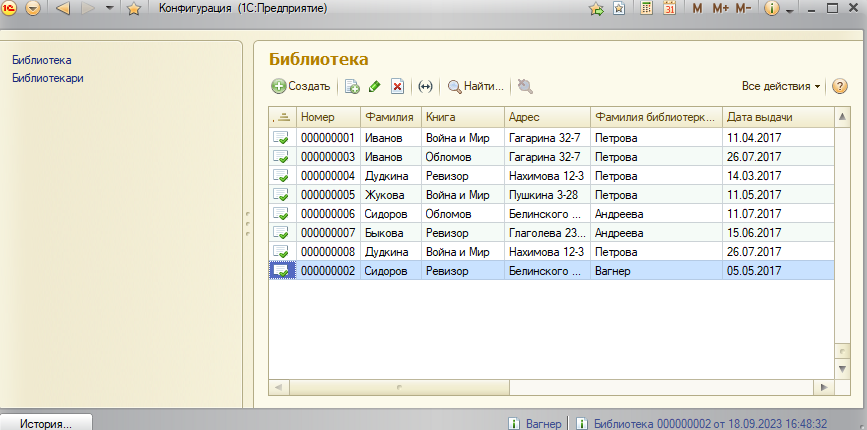 1С Конфигурация (1С:Предприятие) 31 M M+ M-
Библиотека
Библиотекари
Библиотека
Создать Найти... Все действия
Номер Фамилия Книга Адрес Фамилия библиотерк... Дата выдачи
000000001 Иванов Война и Мир Гагарина 32-7 Петрова 11.04.2017
000000003 Иванов Обломов Гагарина 32-7 Петрова 26.07.2017
000000004 Дудкина Ревизор Нахимова 12-3 Петрова 14.03.2017
000000005 Жукова Война и Мир Пушкина 3-28 Петрова 11.05.2017
000000006 Сидоров Обломов Белинского ... Андреева 11.07.2017
000000007 Быкова Ревизор Глаголева 23... Андреева 15.06.2017
000000008 Дудкина Война и Мир Нахимова 12-3 Петрова 26.07.2017
000000002 Сидоров Ревизор Белинского ... Вагнер 05.05.2017
История... Вагнер Библиотека 000000002 от 18.09.2023 16:48:32